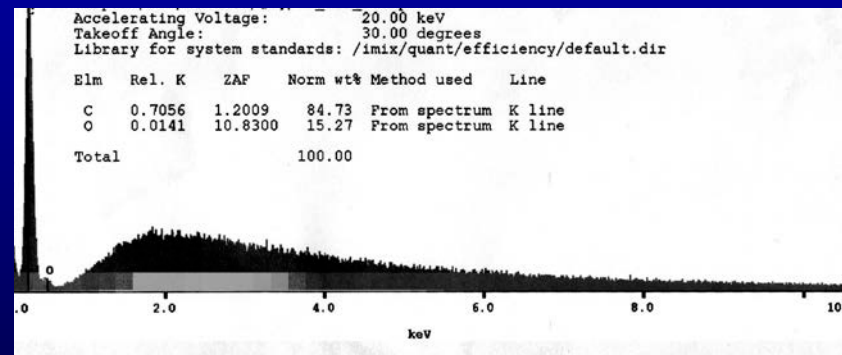 Accelerating Voltage: 20.00 keV
Takeoff Angle: 30.00 degrees
Library for system standards: /imix/quant/efficiency/default.dir
Elm Rel. K ZAF Norm wt% Method used Line
C 0.7056 1.2009 84.73 From spectrum K line
O 0.0141 10.8300 15.27 From spectrum K line
Total 100.00
O
.0 2.0 4.0 6.0 8.0 10
keV